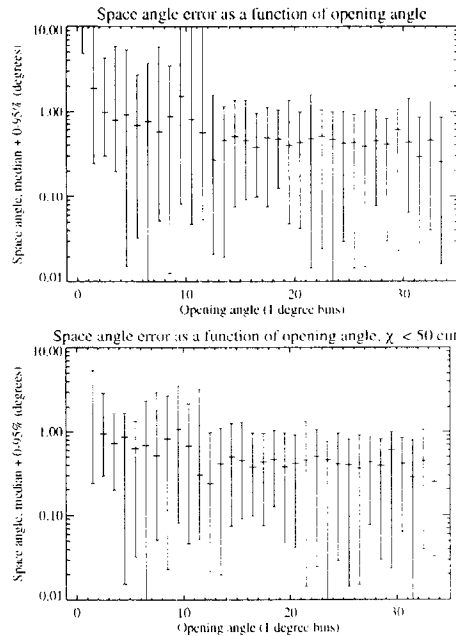 Space angle error as a function of opening angle
Space angle, median + 0-95% (degrees)
10.00
1.00
0.10
0.01
0 10 20 30
Opening angle (1 degree bins)
Space angle error as a function of opening angle, χ < 50 cut
Space angle, median + 0-95% (degrees)
10.00
1.00
0.10
0.01
0 10 20 30
Opening angle (1 degree bins)